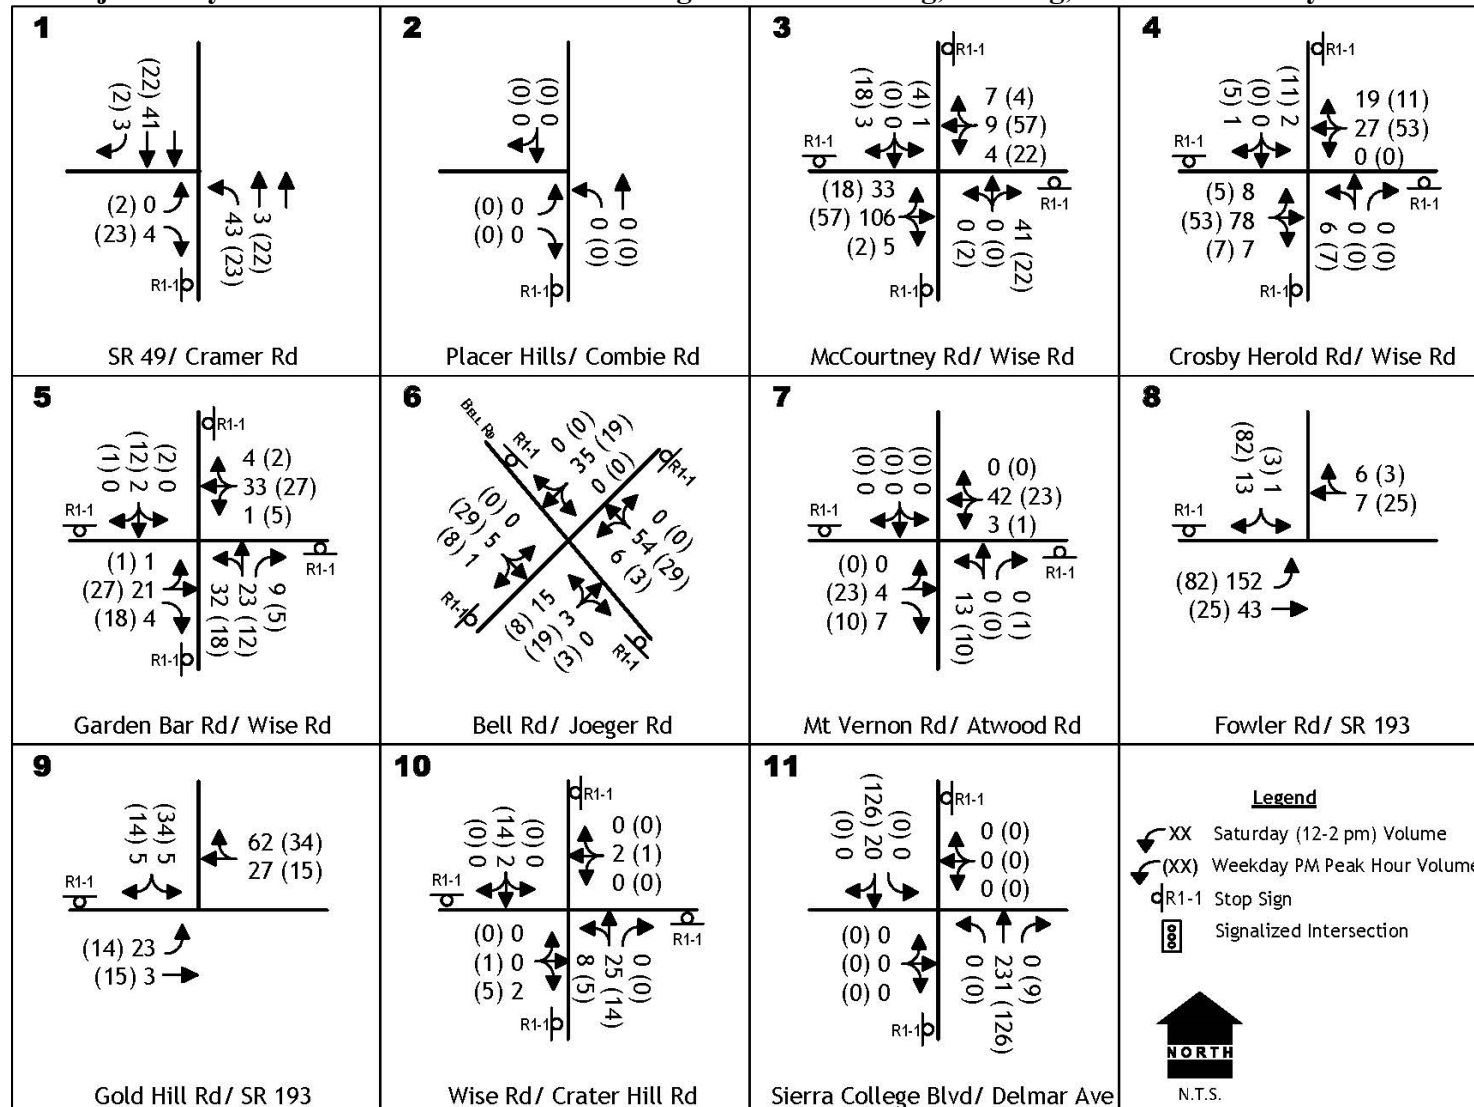 1
(2) 3
(22) 41
(2) 0
(23) 4
43 (23)
3 (22)
R1-1
SR 49/ Cramer Rd
2
(0) 0
(0) 0
(0) 0
(0) 0
0 (0)
0 (0)
R1-1
Placer Hills/ Combie Rd
3
R1-1
(18) 3
(0) 0
(4) 1
7 (4)
9 (57)
4 (22)
R1-1
(18) 33
(57) 106
(2) 5
0 (2)
0 (0)
41 (22)
R1-1
R1-1
McCourtney Rd/ Wise Rd
4
R1-1
(5) 1
(0) 0
(11) 2
19 (11)
27 (53)
0 (0)
R1-1
(5) 8
(53) 78
(7) 7
6 (7)
0 (0)
0 (0)
R1-1
R1-1
Crosby Herold Rd/ Wise Rd
5
R1-1
(1) 0
(12) 2
(2) 0
4 (2)
33 (27)
1 (5)
R1-1
(1) 1
(27) 21
(18) 4
32 (18)
23 (12)
9 (5)
R1-1
R1-1
Garden Bar Rd/ Wise Rd
6
BELL RD
R1-1
0 (0)
35 (19)
0 (0)
R1-1
(0) 0
(29) 5
(8) 1
0 (0)
54 (29)
6 (3)
R1-1
(8) 15
(19) 3
(3) 0
R1-1
Bell Rd/ Joeger Rd
7
(0) 0
(0) 0
(0) 0
0 (0)
42 (23)
3 (1)
(0) 0
(23) 4
(10) 7
13 (10)
0 (0)
0 (1)
R1-1
Mt Vernon Rd/ Atwood Rd
8
(82) 13
(3) 1
6 (3)
7 (25)
R1-1
(82) 152
(25) 43
Fowler Rd/ SR 193
9
(14) 5
(34) 5
62 (34)
27 (15)
R1-1
(14) 23
(15) 3
Gold Hill Rd/ SR 193
10
R1-1
(0) 0
(14) 2
(0) 0
0 (0)
2 (1)
0 (0)
R1-1
(0) 0
(1) 0
(5) 2
8 (5)
25 (14)
0 (0)
R1-1
R1-1
Wise Rd/ Crater Hill Rd
11
R1-1
(0) 0
(126) 20
(0) 0
0 (0)
0 (0)
0 (0)
(0) 0
(0) 0
(0) 0
0 (0)
231 (126)
0 (9)
R1-1
Sierra College Blvd/ Delmar Ave
Legend
XX Saturday (12-2 pm) Volume
(XX) Weekday PM Peak Hour Volume
R1-1 Stop Sign
Signalized Intersection
NORTH
N.T.S.